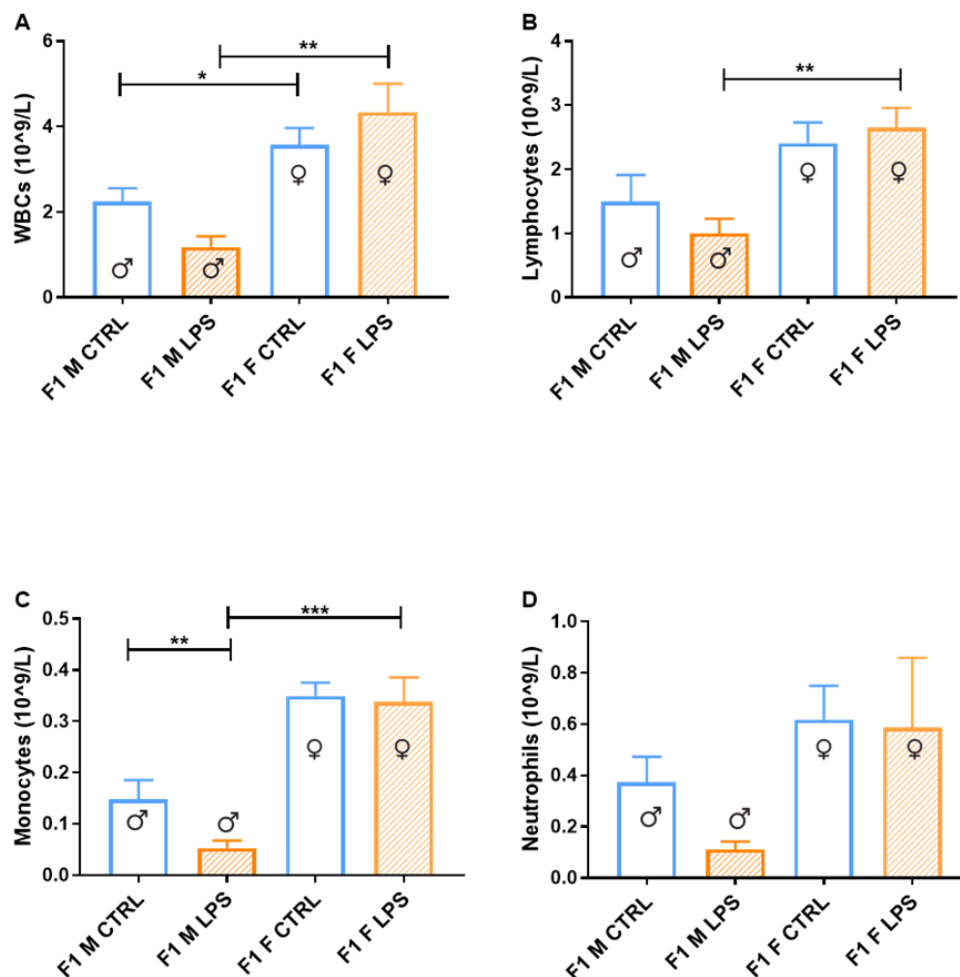 A
WBCs (10^9/L)
6
4
2
0
*
**
♂
♂
♀
♀
F1 M CTRL
F1 M LPS
F1 F CTRL
F1 F LPS
B
Lymphocytes (10^9/L)
4
3
2
1
0
**
♂
♂
♀
♀
F1 M CTRL
F1 M LPS
F1 F CTRL
F1 F LPS
C
Monocytes (10^9/L)
0.5
0.4
0.3
0.2
0.1
0.0
**
***
♂
♂
♀
♀
F1 M CTRL
F1 M LPS
F1 F CTRL
F1 F LPS
D
Neutrophils (10^9/L)
1.0
0.8
0.6
0.4
0.2
0.0
♂
♂
♀
♀
F1 M CTRL
F1 M LPS
F1 F CTRL
F1 F LPS